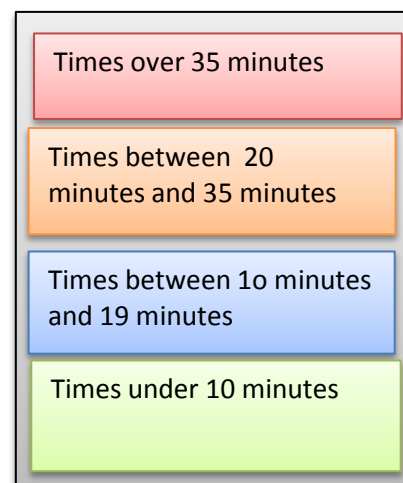 Times over 35 minutes
Times between  20
minutes and 35 minutes
Times between 1o minutes
and 19 minutes
Times under 10 minutes